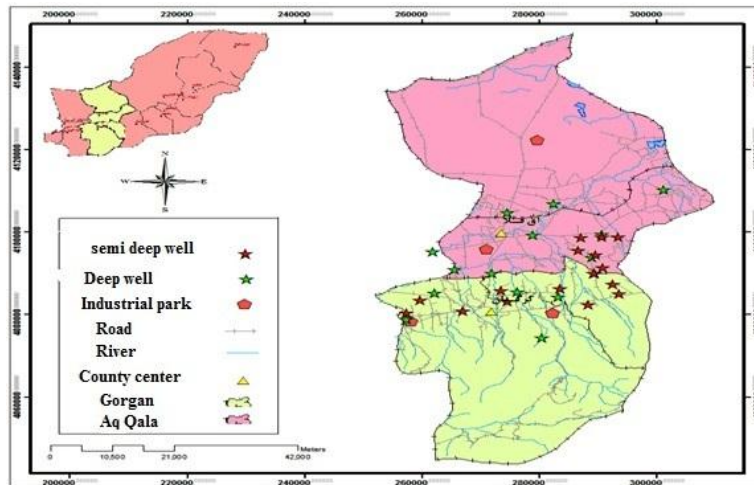 200000 220000 240000 260000 280000 300000
4140000
4120000
4100000
4080000
4060000
N
W E
S
semi deep well
Deep well
Industrial park
Road
River
County center
Gorgan
Aq Qala
Meters
0 10,500 21,000 42,000
200000 220000 240000 260000 280000 300000